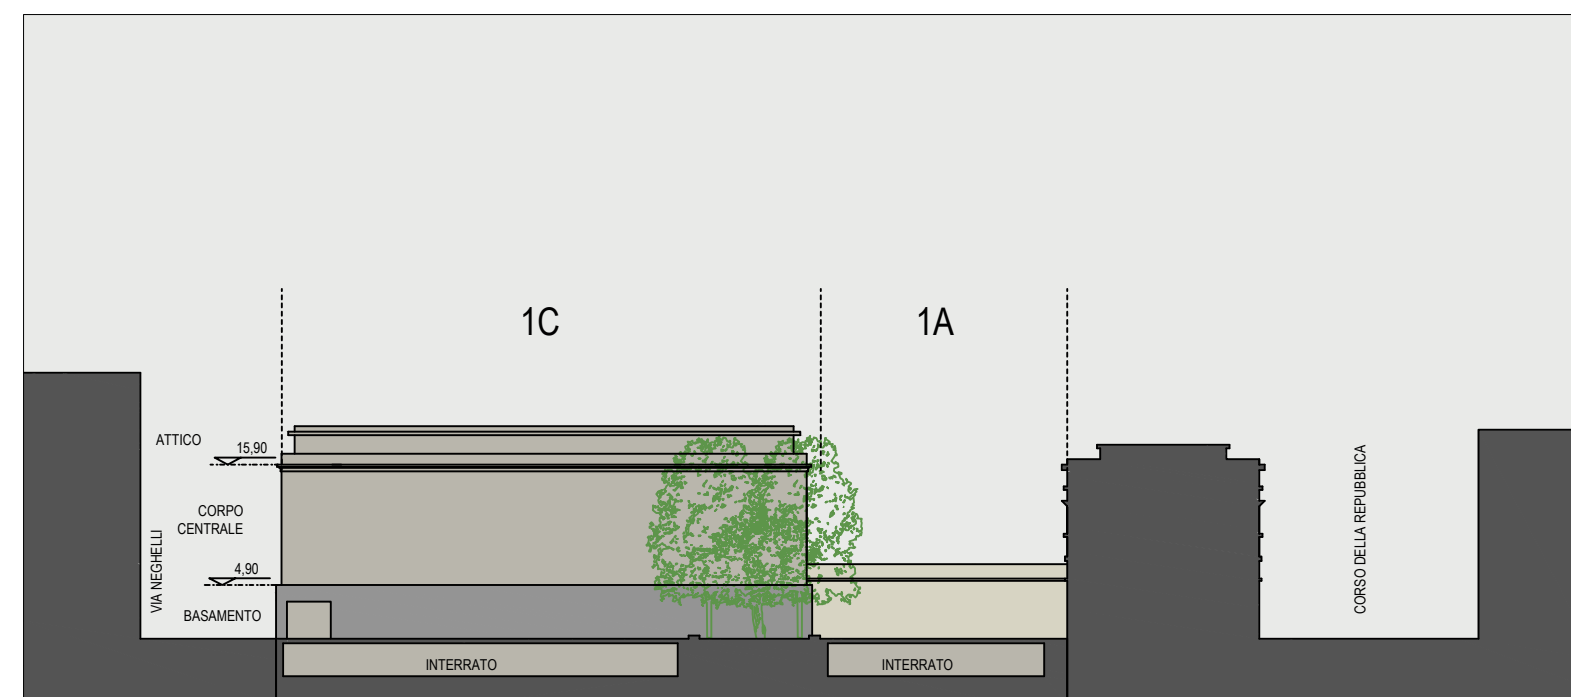 1C
1A
ATTICO
15,90
CORPO
CENTRALE
VIA NEGHELLI
4,90
BASAMENTO
INTERRATO
INTERRATO
CORSO DELLA REPUBBLICA